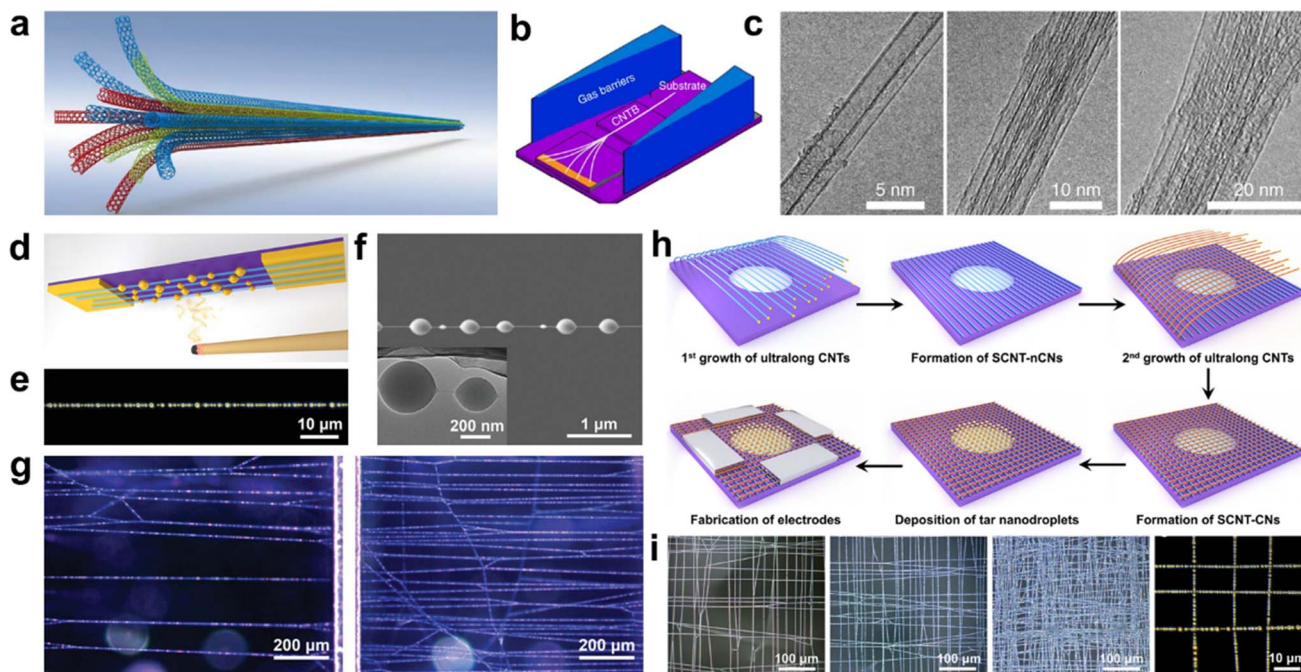 a
b
Gas barriers
Substrate
CNTB
c
5 nm
10 nm
20 nm
d
e
10 µm
f
200 nm
1 µm
g
200 µm
200 µm
h
1st growth of ultralong CNTs
Formation of SCNT-nCNs
2nd growth of ultralong CNTs
Fabrication of electrodes
Deposition of tar nanodroplets
Formation of SCNT-CNs
i
100 µm
100 µm
100 µm
10 µm